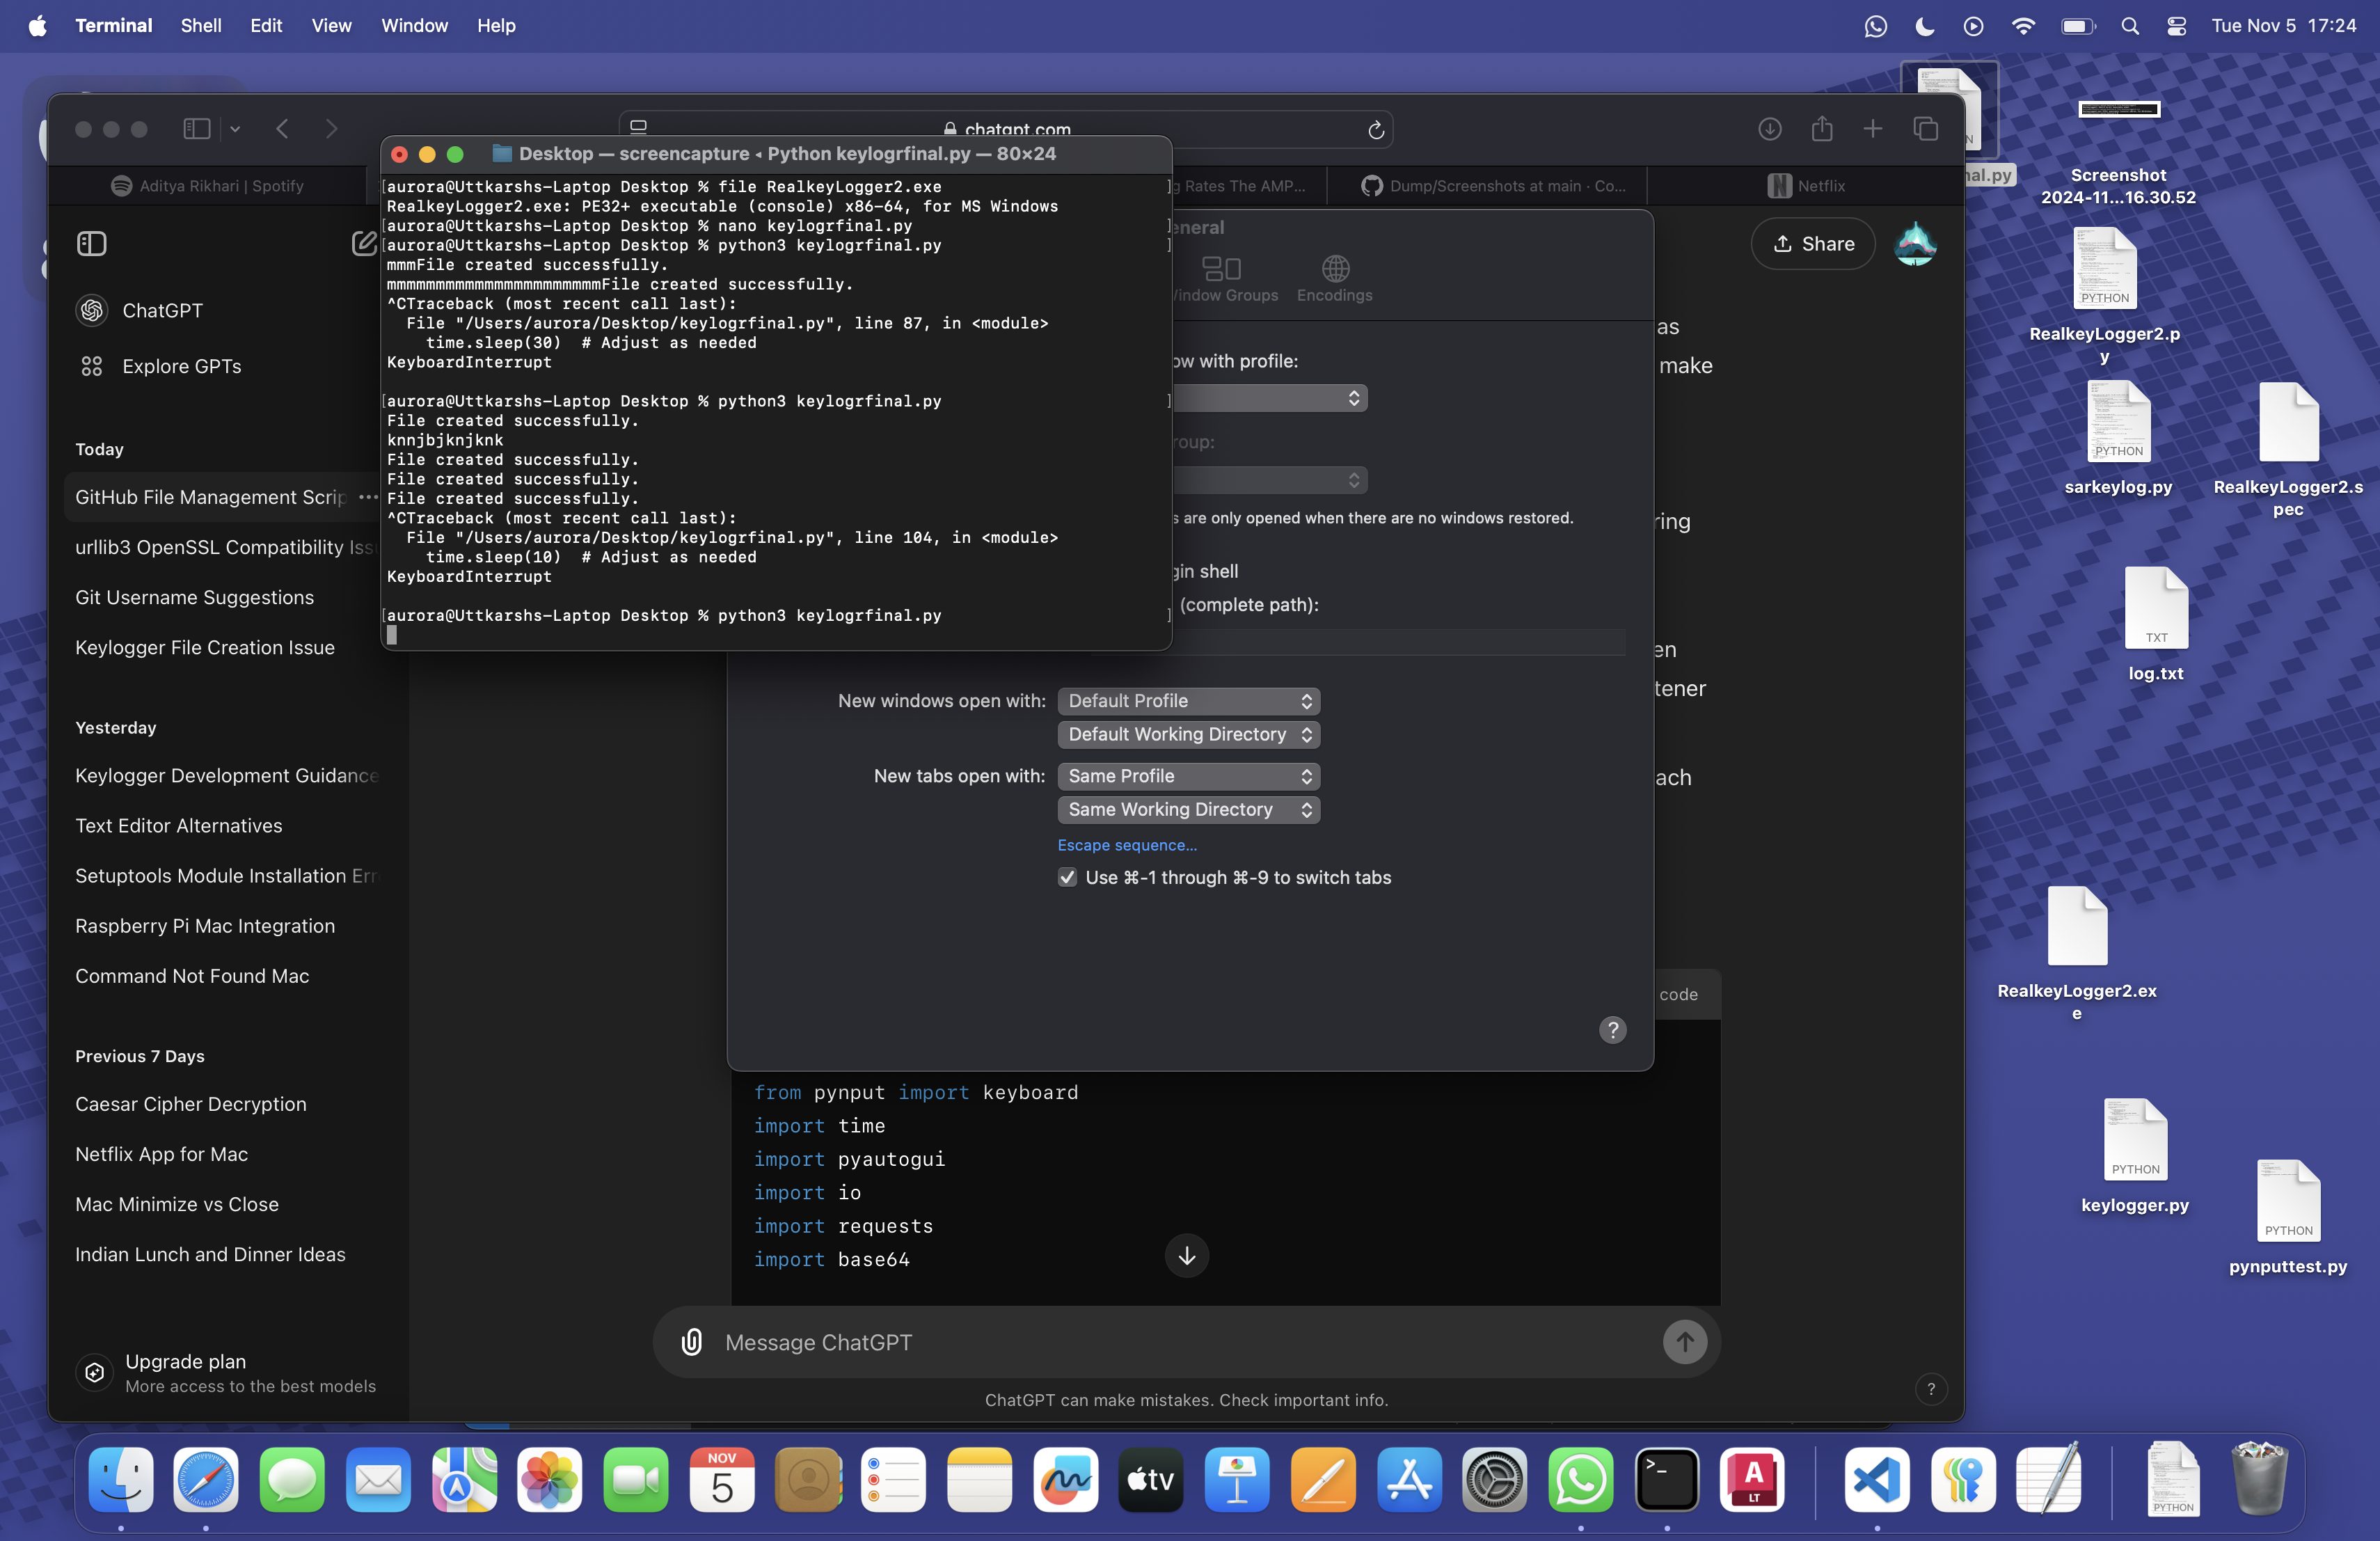 Terminal Shell Edit View Window Help
Tue Nov 5 17:24
chatgpt.com
Aditya Rikhari | Spotify
g Rates The AMP...
Dump/Screenshots at main · Co...
Netflix
Desktop — screencapture ◂ Python keylogrfinal.py — 80×24
[aurora@Uttkarshs-Laptop Desktop % file RealkeyLogger2.exe ]
RealkeyLogger2.exe: PE32+ executable (console) x86-64, for MS Windows
[aurora@Uttkarshs-Laptop Desktop % nano keylogrfinal.py ]
[aurora@Uttkarshs-Laptop Desktop % python3 keylogrfinal.py ]
mmmFile created successfully.
mmmmmmmmmmmmmmmmmmmmmmFile created successfully.
^CTraceback (most recent call last):
File "/Users/aurora/Desktop/keylogrfinal.py", line 87, in <module>
time.sleep(30) # Adjust as needed
KeyboardInterrupt
[aurora@Uttkarshs-Laptop Desktop % python3 keylogrfinal.py ]
File created successfully.
knnjbjknjknk
File created successfully.
File created successfully.
File created successfully.
^CTraceback (most recent call last):
File "/Users/aurora/Desktop/keylogrfinal.py", line 104, in <module>
time.sleep(10) # Adjust as needed
KeyboardInterrupt
[aurora@Uttkarshs-Laptop Desktop % python3 keylogrfinal.py ]
ChatGPT
Explore GPTs
Today
GitHub File Management Scrip
urllib3 OpenSSL Compatibility Issu
Git Username Suggestions
Keylogger File Creation Issue
Yesterday
Keylogger Development Guidance
Text Editor Alternatives
Setuptools Module Installation Err
Raspberry Pi Mac Integration
Command Not Found Mac
Previous 7 Days
Caesar Cipher Decryption
Netflix App for Mac
Mac Minimize vs Close
Indian Lunch and Dinner Ideas
Upgrade plan
More access to the best models
Share
eneral
indow Groups Encodings
ow with profile:
roup:
s are only opened when there are no windows restored.
gin shell
(complete path):
New windows open with: Default Profile
Default Working Directory
New tabs open with: Same Profile
Same Working Directory
Escape sequence...
Use ⌘-1 through ⌘-9 to switch tabs
?
as
make
ring
en
tener
ach
code
from pynput import keyboard
import time
import pyautogui
import io
import requests
import base64
Message ChatGPT
ChatGPT can make mistakes. Check important info.
?
nal.py
Screenshot
2024-11...16.30.52
PYTHON
RealkeyLogger2.p
y
PYTHON
sarkeylog.py
RealkeyLogger2.s
pec
TXT
log.txt
RealkeyLogger2.ex
e
PYTHON
keylogger.py
PYTHON
pynputtest.py
NOV
5
tv
>_
A
LT
PYTHON